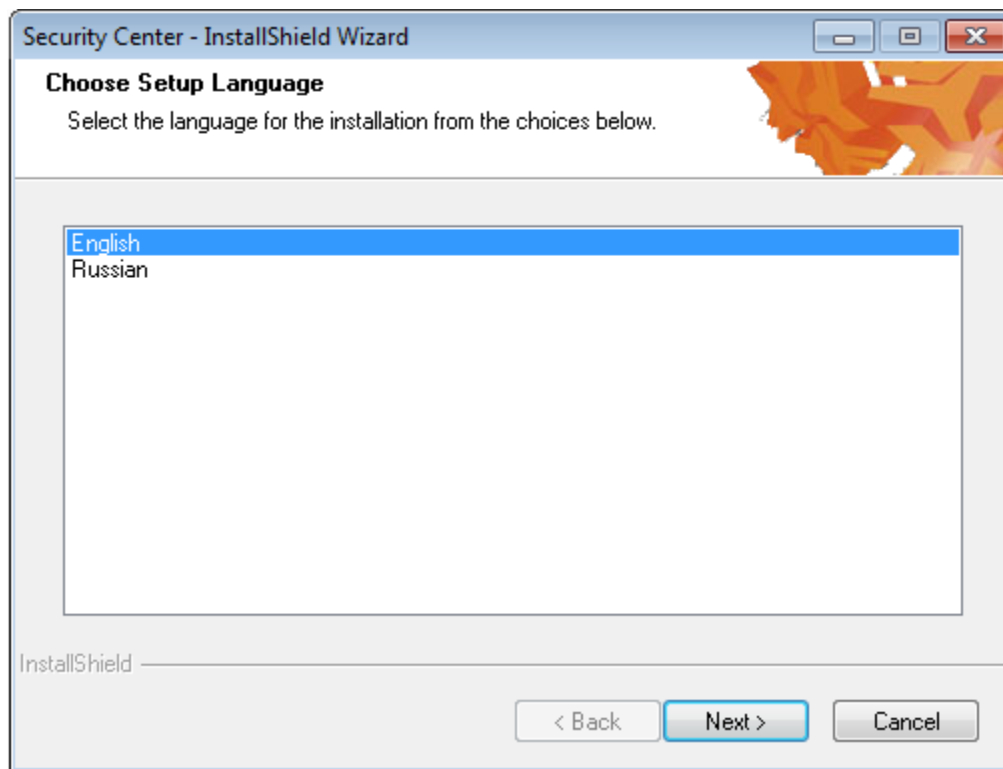 Security Center - InstallShield Wizard
Choose Setup Language
Select the language for the installation from the choices below.
English
Russian
InstallShield
< Back
Next >
Cancel